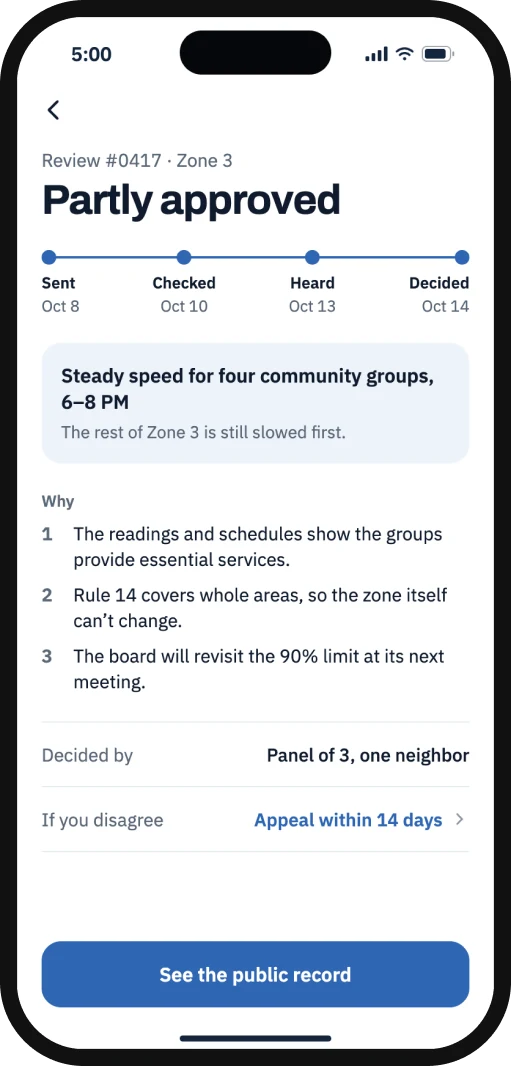 5:00
Review #0417 · Zone 3
Partly approved
Sent
Checked
Heard
Decided
Oct 8
Oct 10
Oct 13
Oct 14
Steady speed for four community groups,
6–8 PM
The rest of Zone 3 is still slowed first.
Why
1 The readings and schedules show the groups
provide essential services.
2 Rule 14 covers whole areas, so the zone itself
can’t change.
3 The board will revisit the 90% limit at its next
meeting.
Decided by
Panel of 3, one neighbor
If you disagree
Appeal within 14 days
See the public record